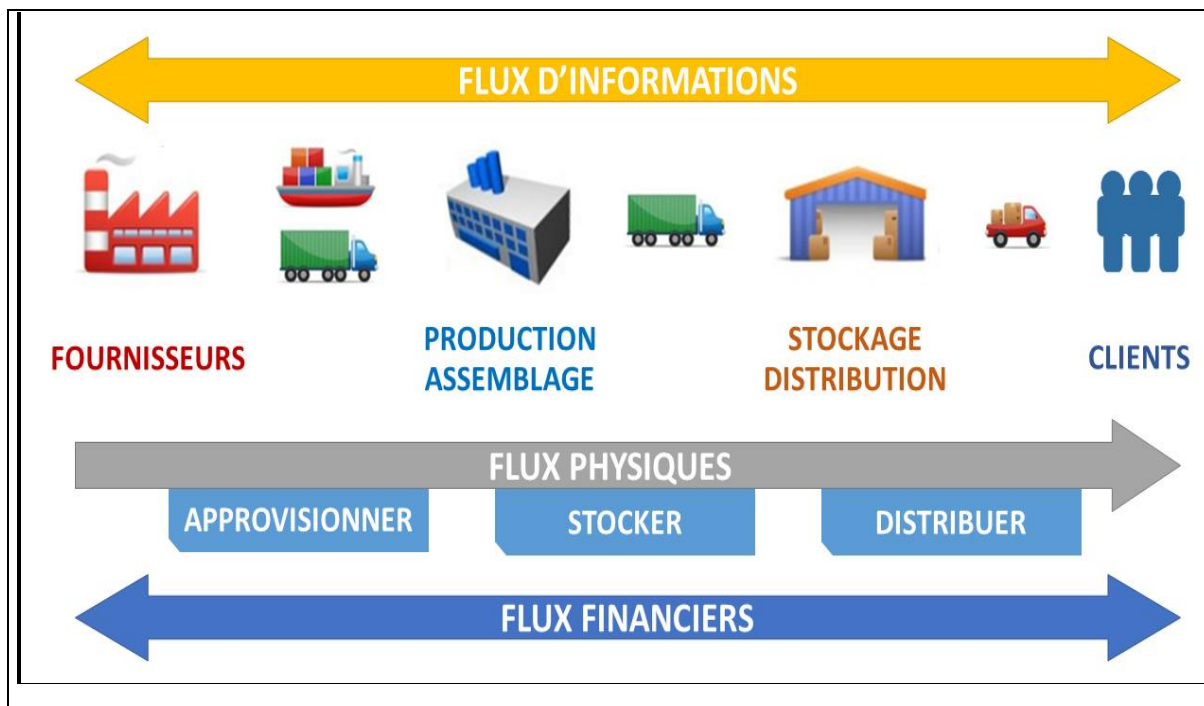 FLUX D’INFORMATIONS
FOURNISSEURS
PRODUCTION
ASSEMBLAGE
STOCKAGE
DISTRIBUTION
CLIENTS
FLUX PHYSIQUES
APPROVISIONNER
STOCKER
DISTRIBUER
FLUX FINANCIERS